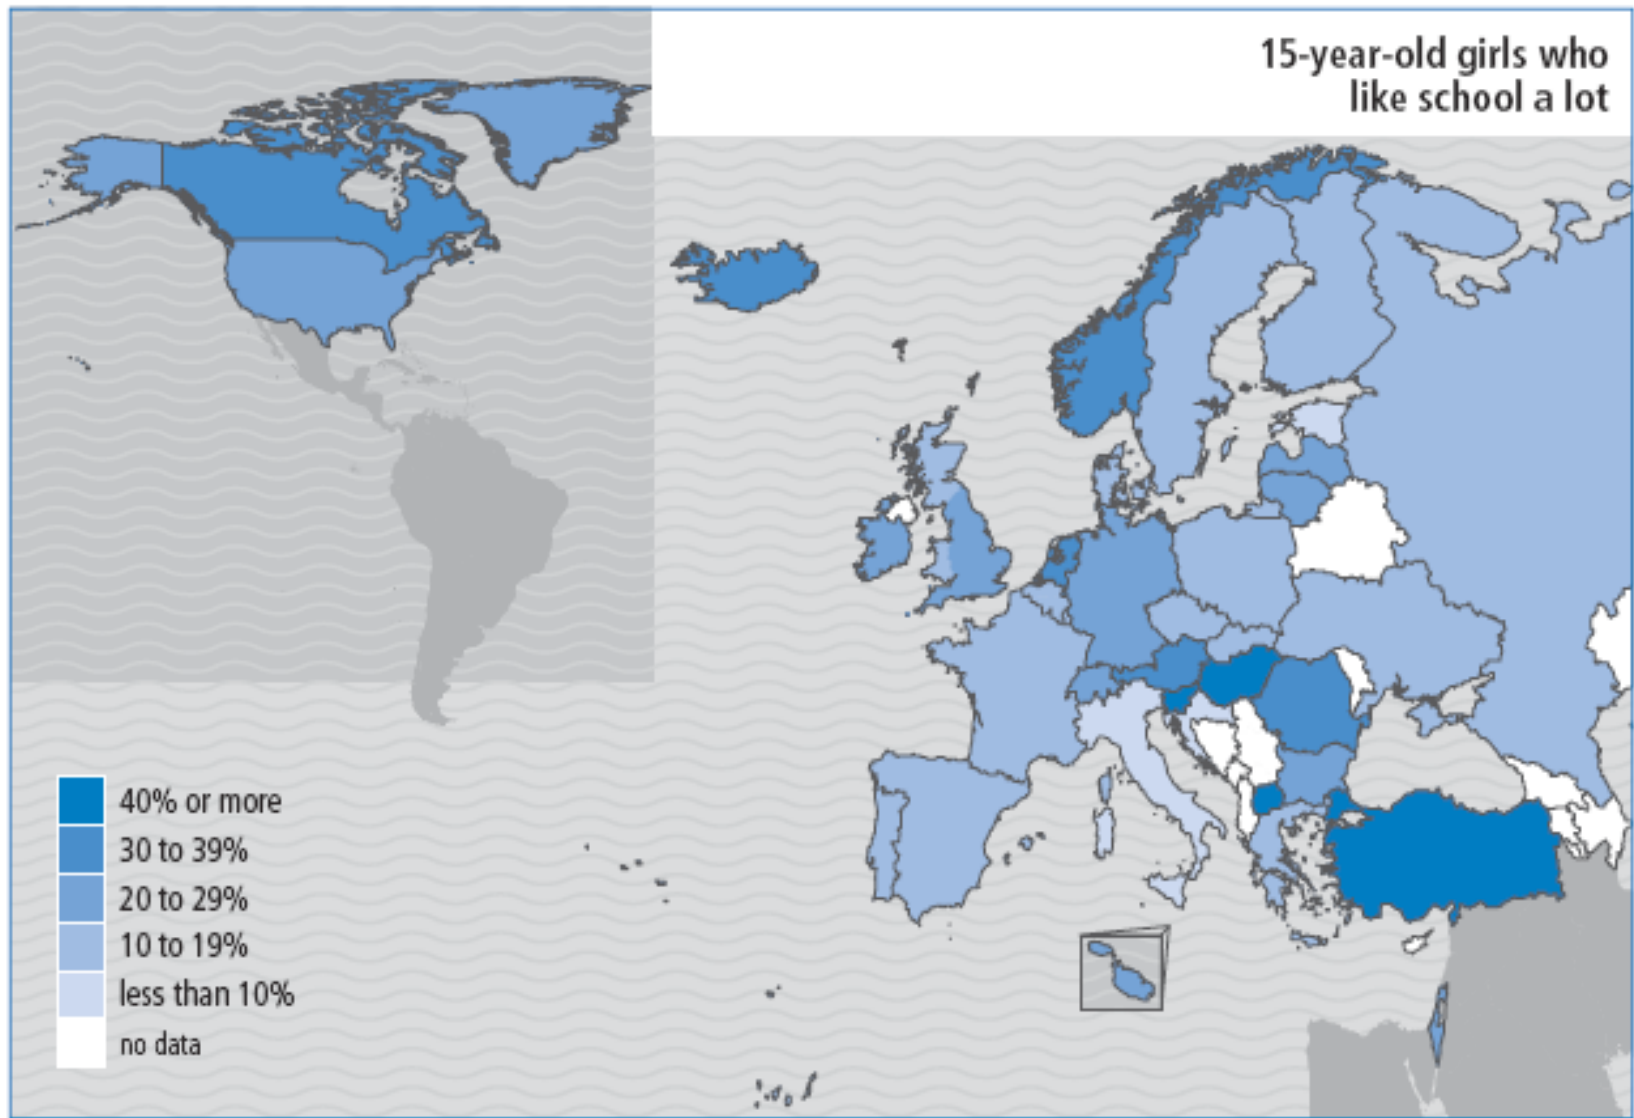 15-year-old girls who
like school a lot
40% or more
30 to 39%
20 to 29%
10 to 19%
less than 10%
no data